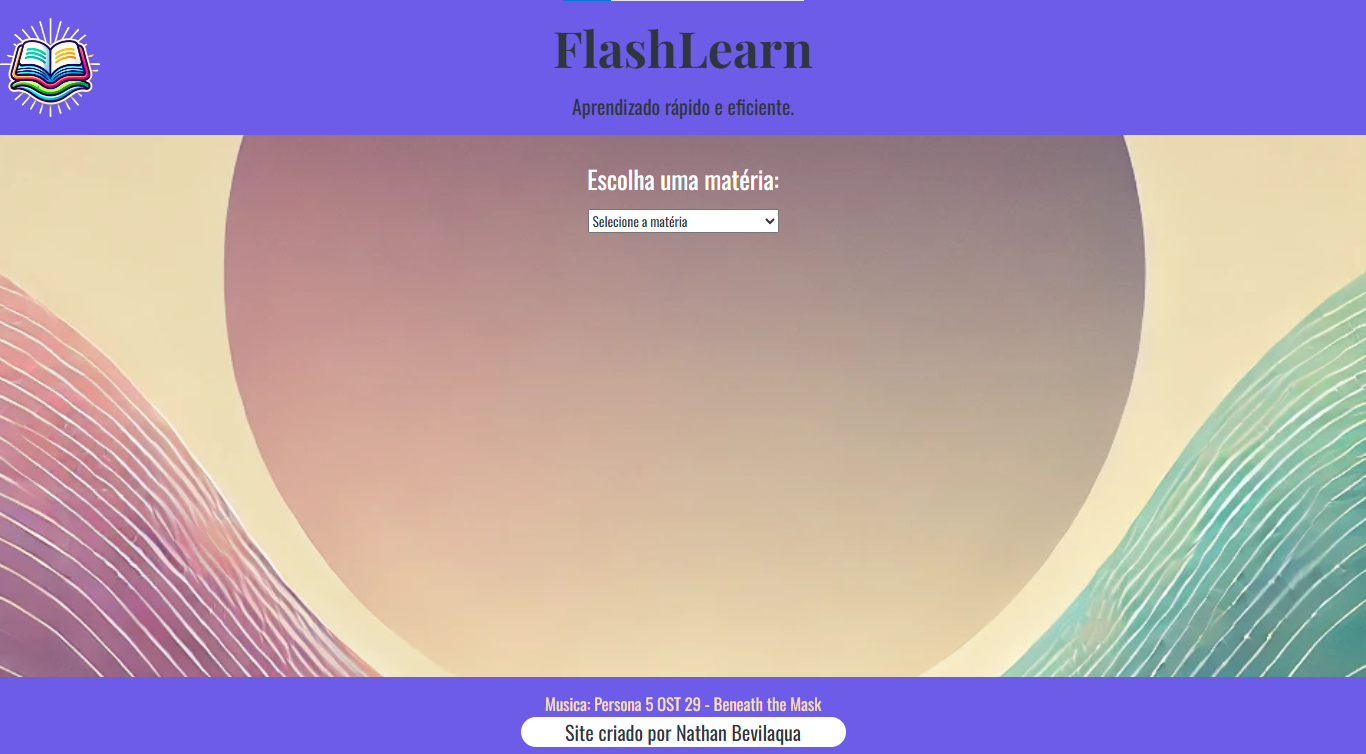 FlashLearn
Aprendizado rápido e eficiente.
Escolha uma matéria:
Selecione a matéria
Musica: Persona 5 OST 29 - Beneath the Mask
Site criado por Nathan Bevilaqua